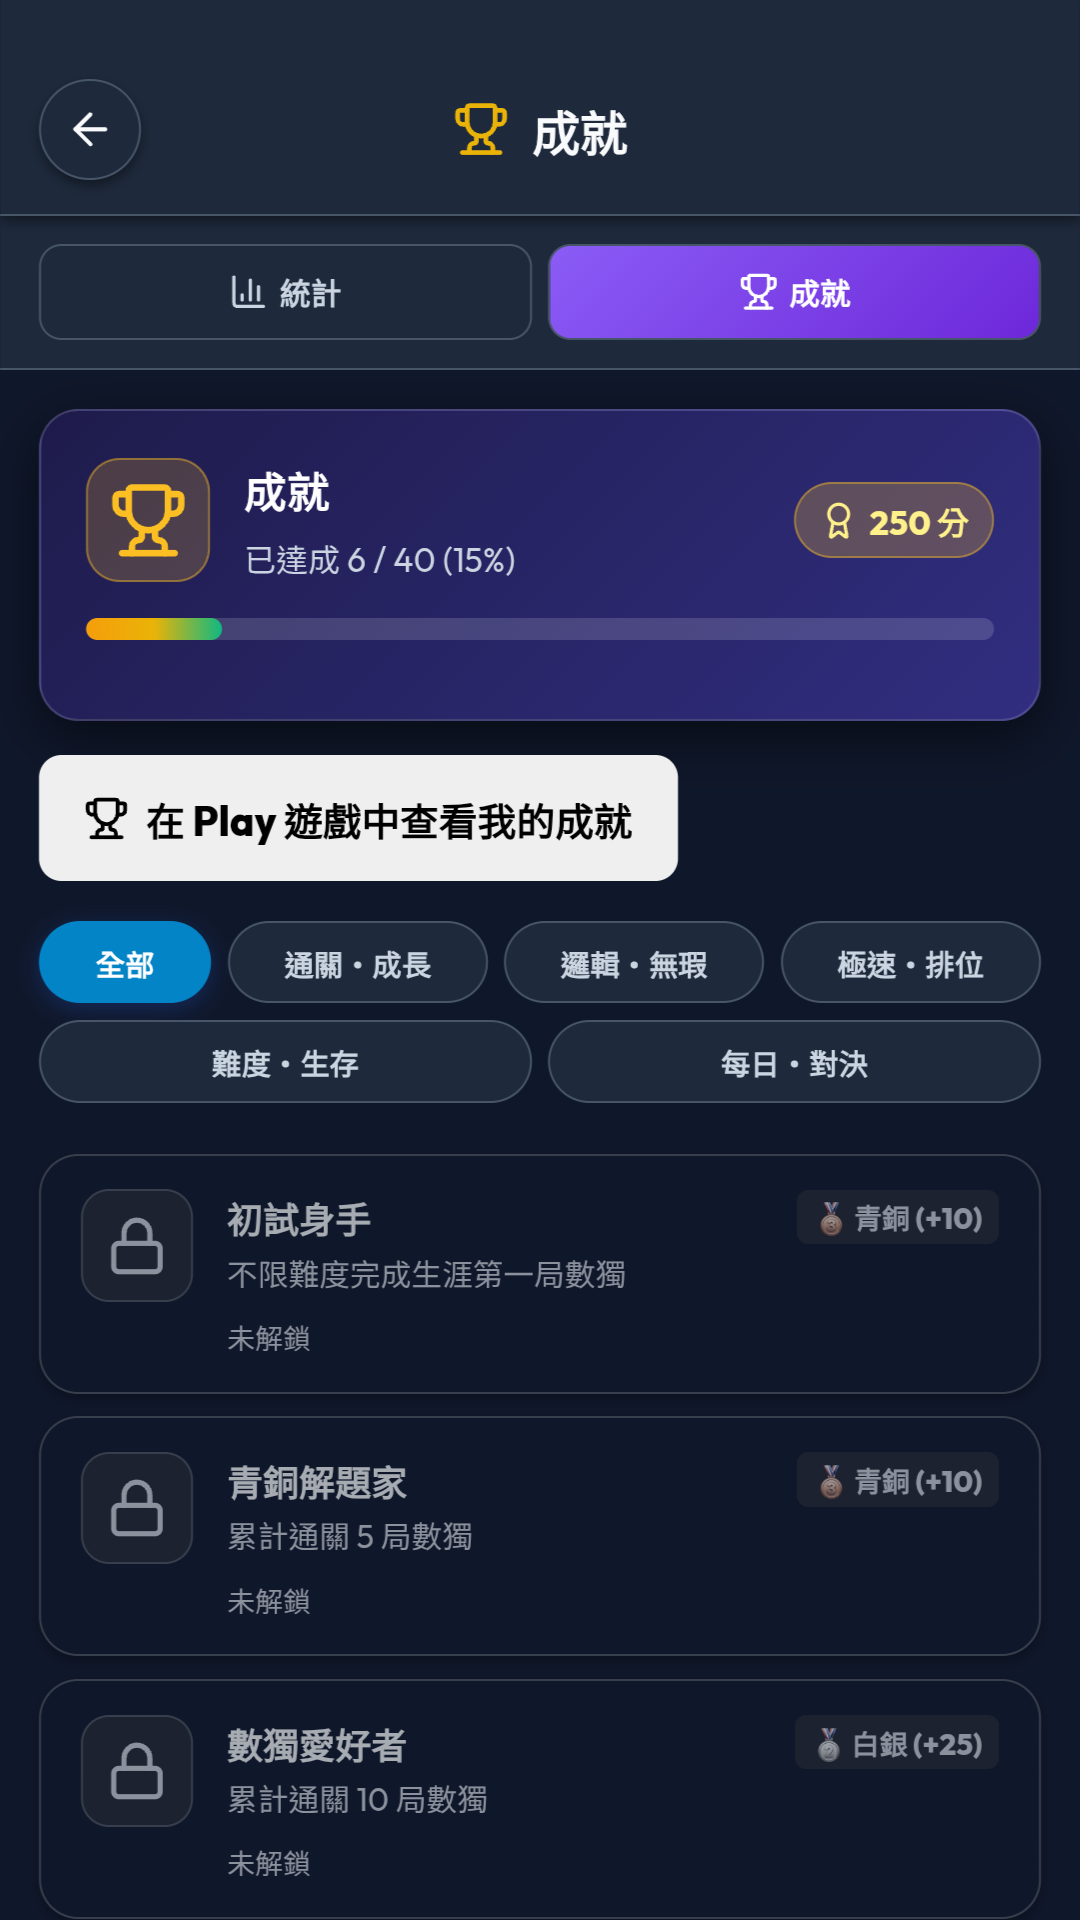 成就
統計
成就
成就
250 分
已達成 6 / 40 (15%)
在 Play 遊戲中查看我的成就
全部
通關・成長
邏輯・無瑕
極速・排位
難度・生存
每日・對決
初試身手
青銅 (+10)
不限難度完成生涯第一局數獨
未解鎖
青銅解題家
青銅 (+10)
累計通關 5 局數獨
未解鎖
數獨愛好者
白銀 (+25)
累計通關 10 局數獨
未解鎖